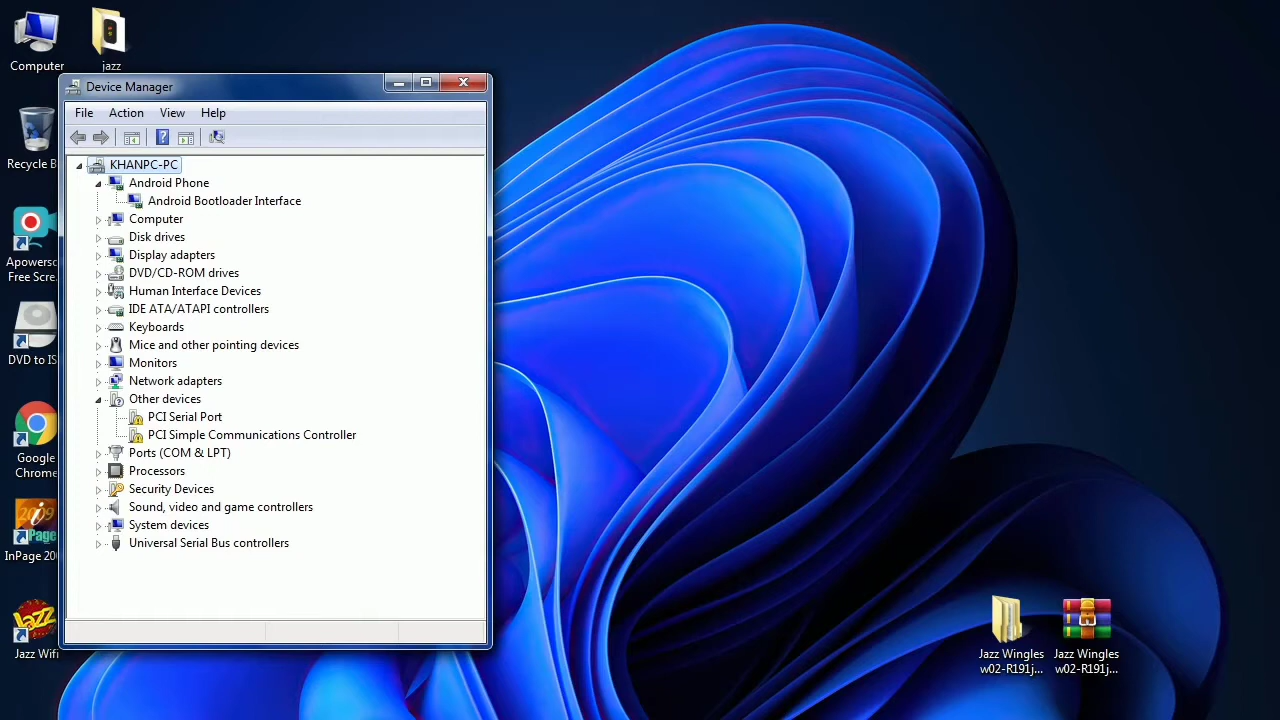 Computer
jazz
Recycle B
Apowers
Free Scre.
DVD to IS
Google
Chrome
2009
Page
InPage 20
Jazz
Jazz Wifi
Device Manager
File Action View Help
KHANPC-PC
Android Phone
Android Bootloader Interface
Computer
Disk drives
Display adapters
DVD/CD-ROM drives
Human Interface Devices
IDE ATA/ATAPI controllers
Keyboards
Mice and other pointing devices
Monitors
Network adapters
Other devices
PCI Serial Port
PCI Simple Communications Controller
Ports (COM & LPT)
Processors
Security Devices
Sound, video and game controllers
System devices
Universal Serial Bus controllers
Jazz Wingles
w02-R191j...
Jazz Wingles
w02-R191j...